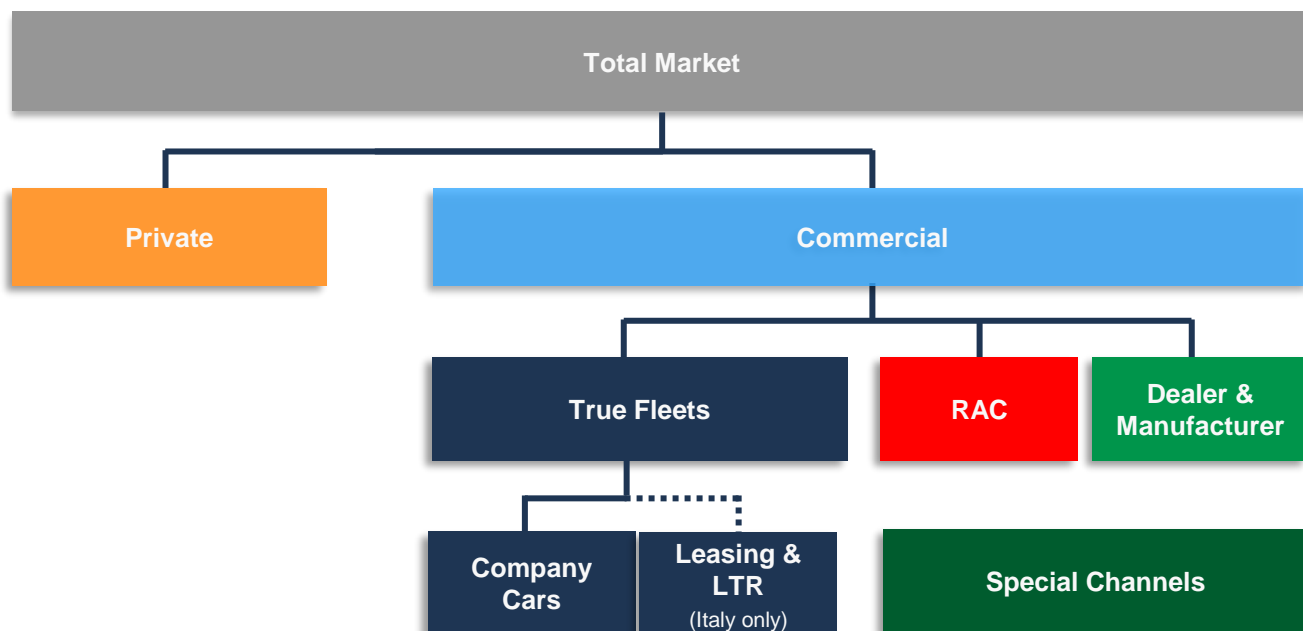 Total Market
Private
Commercial
True Fleets
RAC
Dealer &
Manufacturer
Company
Cars
Leasing &
LTR
(Italy only)
Special Channels